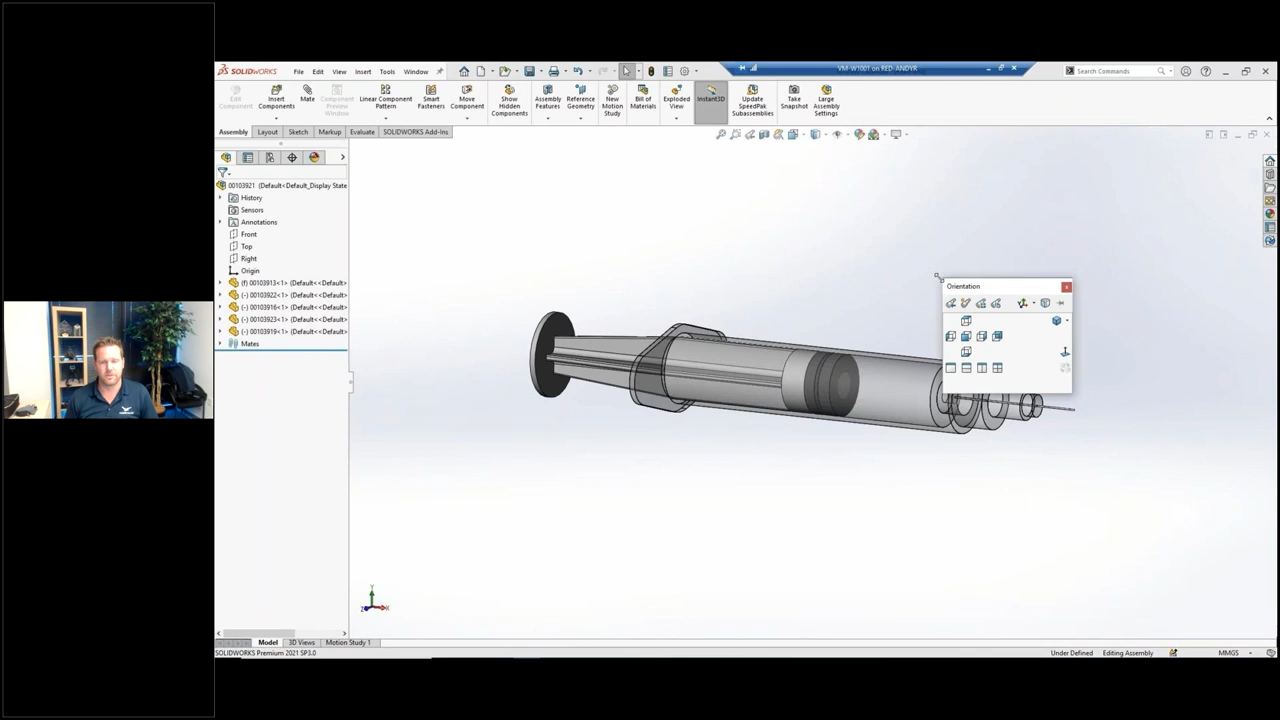 SOLIDWORKS File Edit View Insert Tools Window VM-W1001 on RED-ANDYR Search Commands
Edit Component
Insert Components
Mate
Component Preview Window
Linear Component Pattern
Smart Fasteners
Move Component
Show Hidden Components
Assembly Features
Reference Geometry
New Motion Study
Bill of Materials
Exploded View
Instant3D
Update SpeedPak Subassemblies
Take Snapshot
Large Assembly Settings
Assembly Layout Sketch Markup Evaluate SOLIDWORKS Add-Ins
00103921 (Default<Default_Display State
History
Sensors
Annotations
Front
Top
Right
Origin
(f) 00103913<1> (Default<<Default>
(-) 00103922<1> (Default<<Default>
(-) 00103916<1> (Default<<Default>
(-) 00103923<1> (Default<<Default>
(-) 00103919<1> (Default<<Default>
Mates
Orientation
Y
Z X
Model 3D Views Motion Study 1
SOLIDWORKS Premium 2021 SP3.0 Under Defined Editing Assembly MMGS